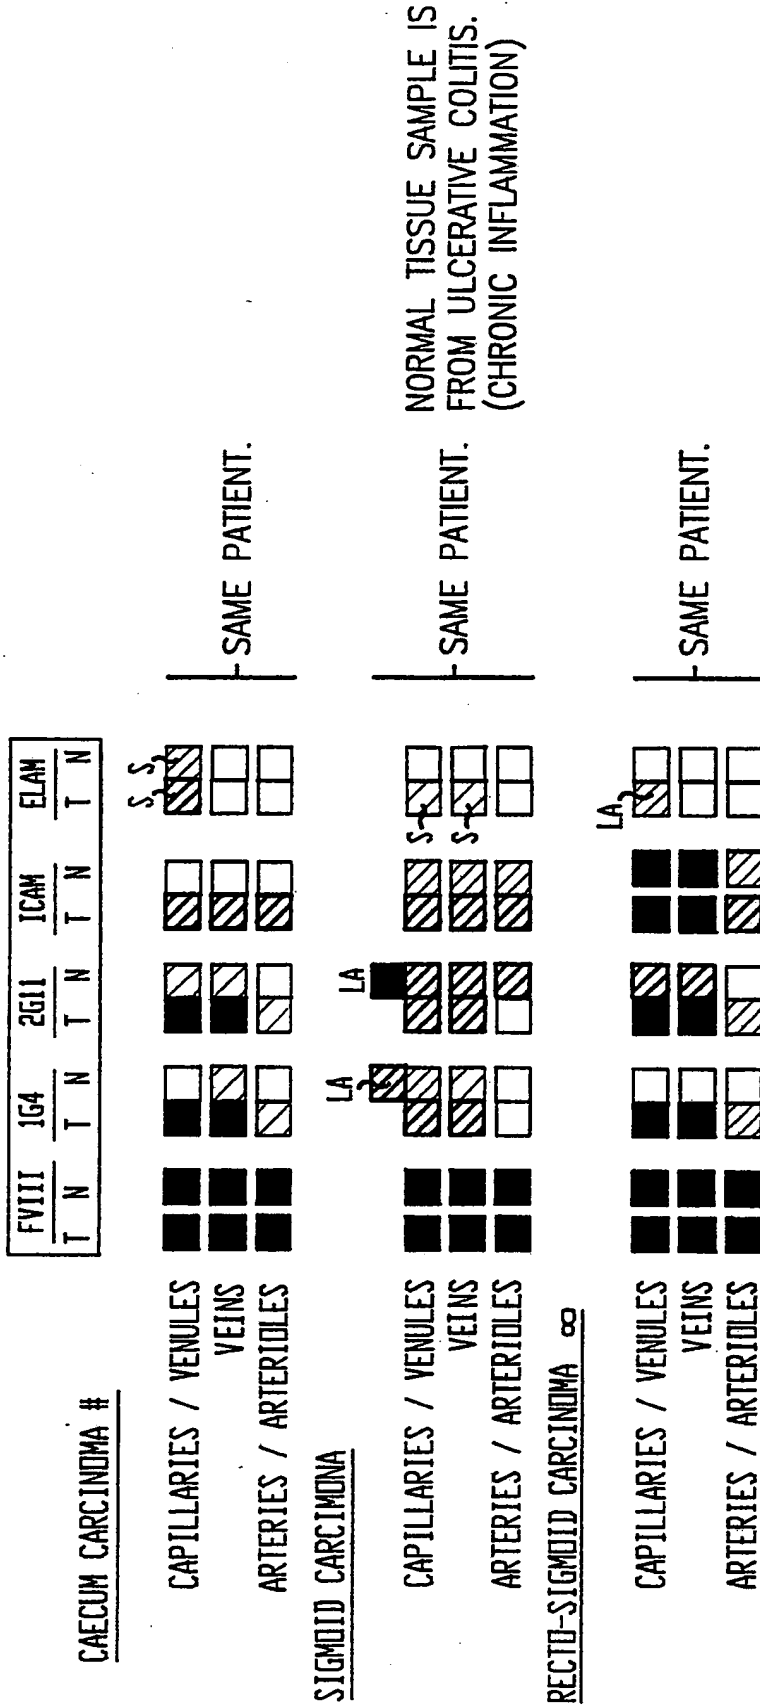 FVIII 1G4 2G11 ICAM ELAM
T N T N T N T N T N
CAECUM CARCINOMA #
CAPILLARIES / VENULES
VEINS
ARTERIES / ARTERIOLES
S S
SAME PATIENT.
SIGMOID CARCIMONA
LA LA
CAPILLARIES / VENULES
VEINS
ARTERIES / ARTERIOLES
S
S
SAME PATIENT.
NORMAL TISSUE SAMPLE IS
FROM ULCERATIVE COLITIS.
(CHRONIC INFLAMMATION)
RECTO-SIGMOID CARCINOMA ∞
LA
CAPILLARIES / VENULES
VEINS
ARTERIES / ARTERIOLES
SAME PATIENT.